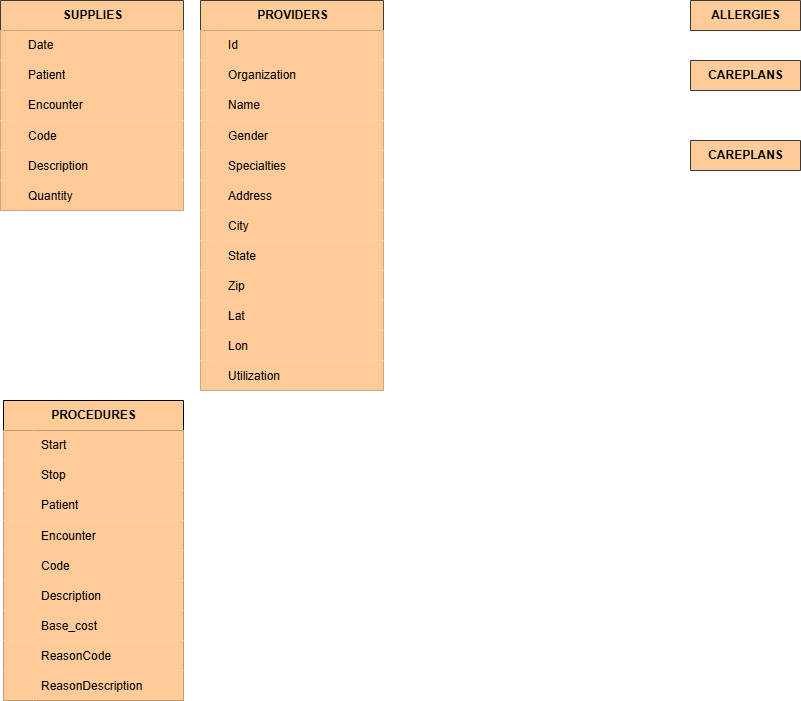 SUPPLIES
Date
Patient
Encounter
Code
Description
Quantity
PROVIDERS
Id
Organization
Name
Gender
Specialties
Address
City
State
Zip
Lat
Lon
Utilization
ALLERGIES
CAREPLANS
CAREPLANS
PROCEDURES
Start
Stop
Patient
Encounter
Code
Description
Base_cost
ReasonCode
ReasonDescription